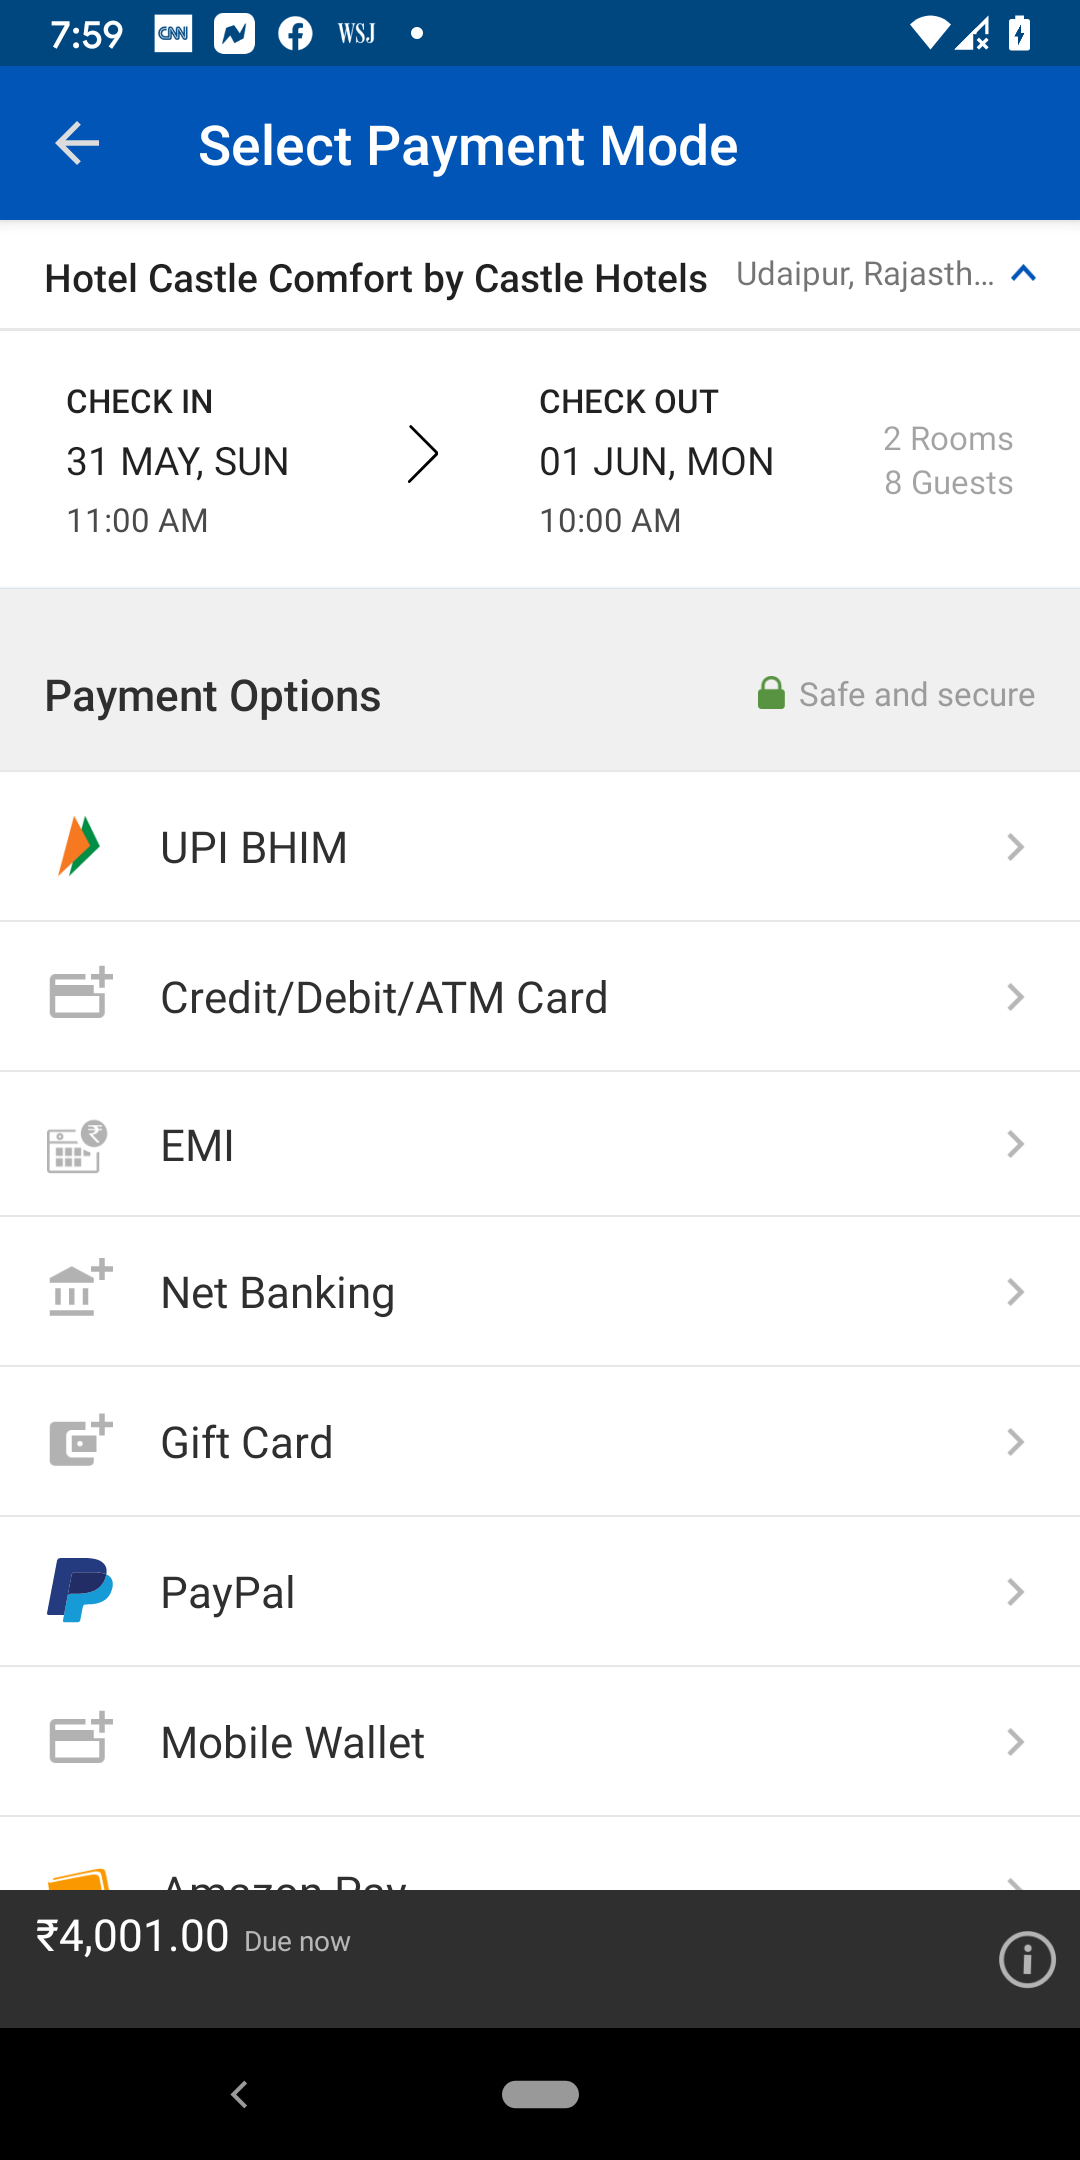 7:59 CNN WSJ
Select Payment Mode
Hotel Castle Comfort by Castle Hotels Udaipur, Rajasth...
CHECK IN
31 MAY, SUN
11:00 AM
CHECK OUT
01 JUN, MON
10:00 AM
2 Rooms
8 Guests
Payment Options
Safe and secure
UPI BHIM
Credit/Debit/ATM Card
EMI
Net Banking
Gift Card
PayPal
Mobile Wallet
Amazon Pay
₹4,001.00 Due now